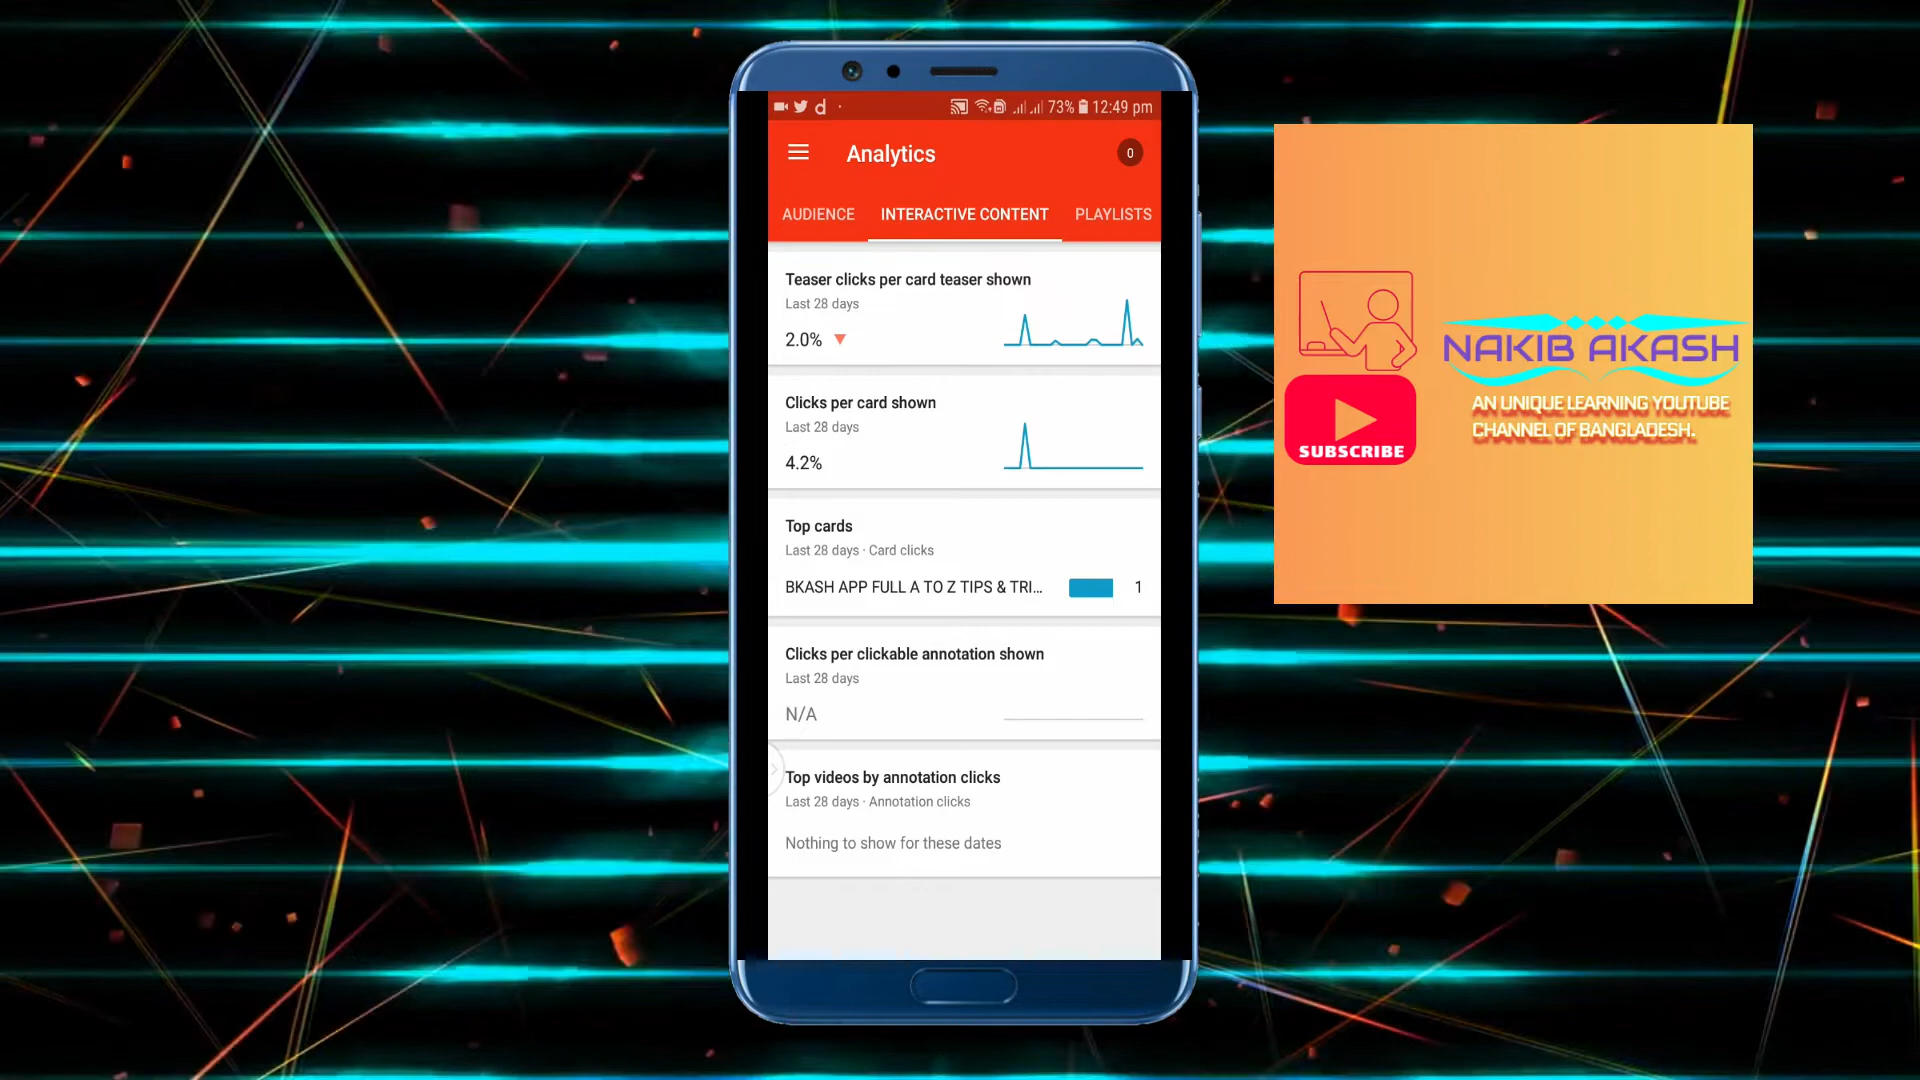 73% 12:49 pm
Analytics
0
AUDIENCE INTERACTIVE CONTENT PLAYLISTS
Teaser clicks per card teaser shown
Last 28 days
2.0%
Clicks per card shown
Last 28 days
4.2%
Top cards
Last 28 days · Card clicks
BKASH APP FULL A TO Z TIPS & TRI... 1
Clicks per clickable annotation shown
Last 28 days
N/A
Top videos by annotation clicks
Last 28 days · Annotation clicks
Nothing to show for these dates
NAKIB AKASH
AN UNIQUE LEARNING YOUTUBE
CHANNEL OF BANGLADESH.
SUBSCRIBE